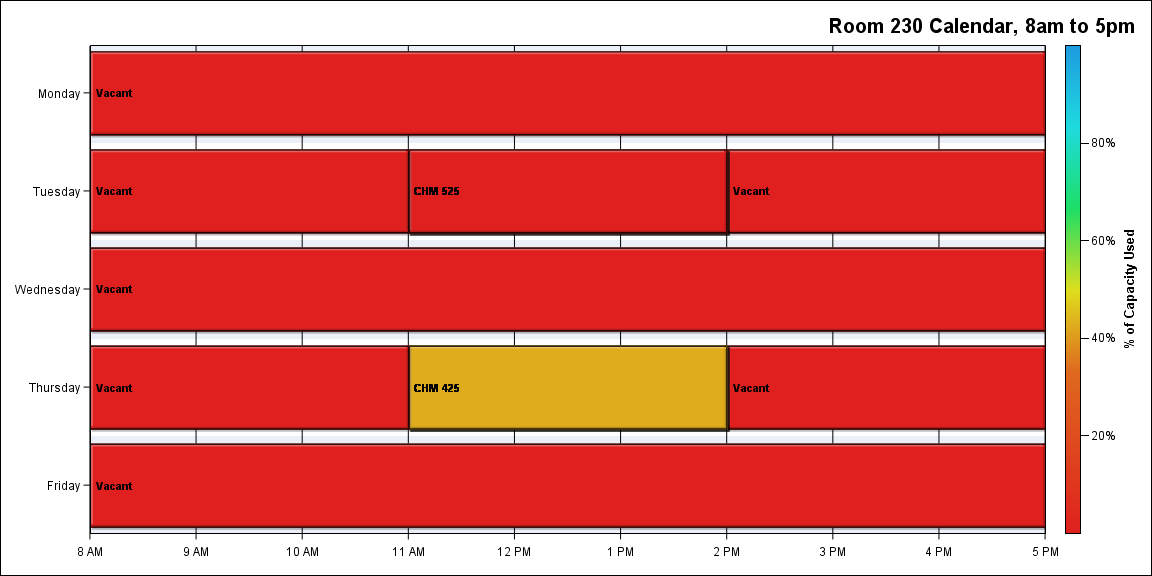 Room 230 Calendar, 8am to 5pm
Monday
Vacant
Tuesday
Vacant
CHM 525
Vacant
Wednesday
Vacant
Thursday
Vacant
CHM 425
Vacant
Friday
Vacant
8 AM
9 AM
10 AM
11 AM
12 PM
1 PM
2 PM
3 PM
4 PM
5 PM
80%
60%
40%
20%
% of Capacity Used